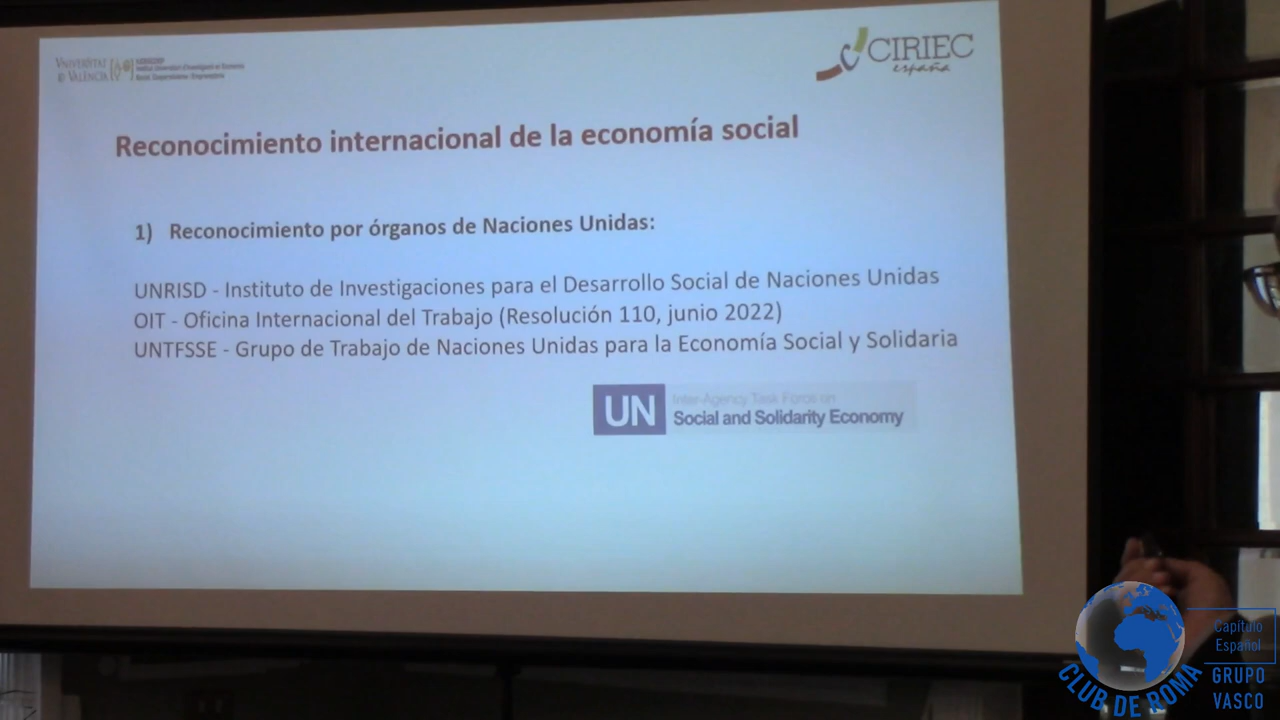 VNIVERSITAT
D VALÈNCIA
CIRIEC
españa
Reconocimiento internacional de la economía social
1) Reconocimiento por órganos de Naciones Unidas:
UNRISD - Instituto de Investigaciones para el Desarrollo Social de Naciones Unidas
OIT - Oficina Internacional del Trabajo (Resolución 110, junio 2022)
UNTFSSE - Grupo de Trabajo de Naciones Unidas para la Economía Social y Solidaria
UN
Inter-Agency Task Force on
Social and Solidarity Economy
CLUB DE ROMA
Capítulo
Español
GRUPO
VASCO